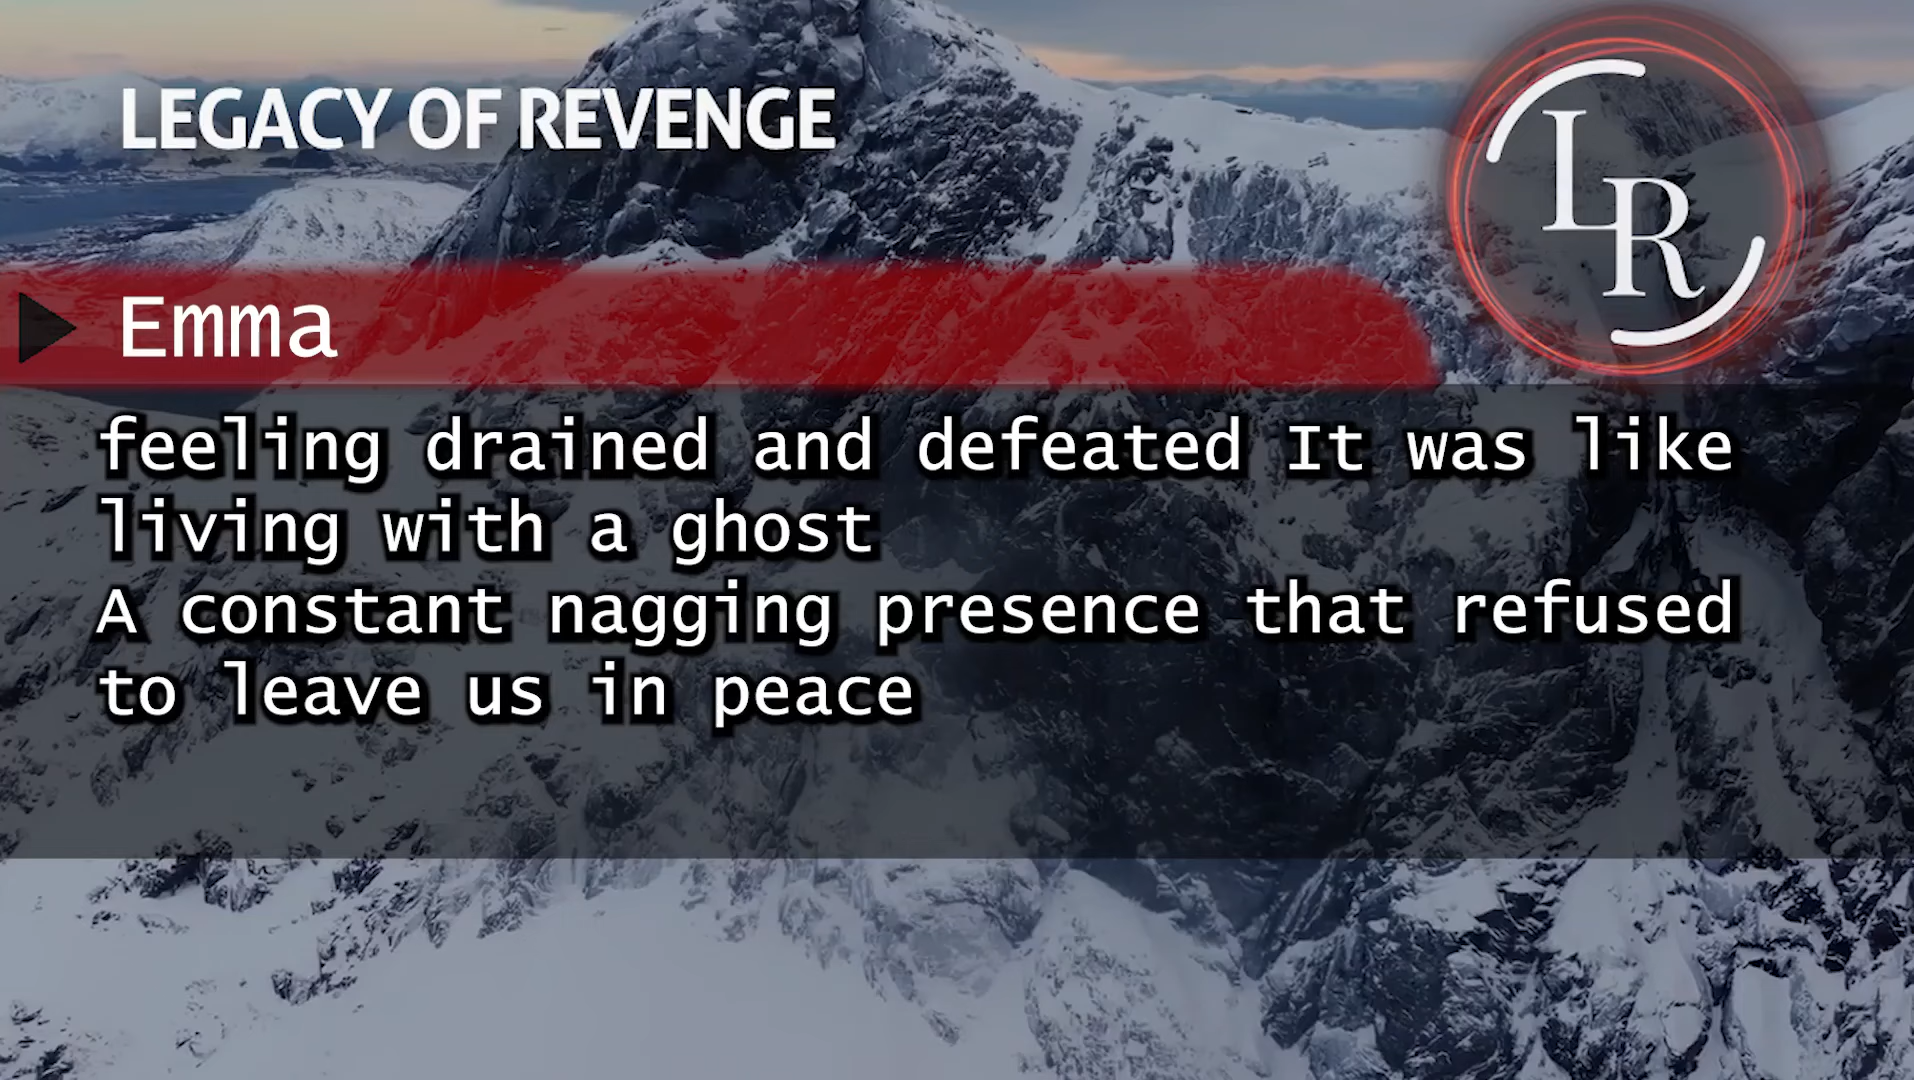 LEGACY OF REVENGE
LR
Emma
feeling drained and defeated It was like
living with a ghost
A constant nagging presence that refused
to leave us in peace